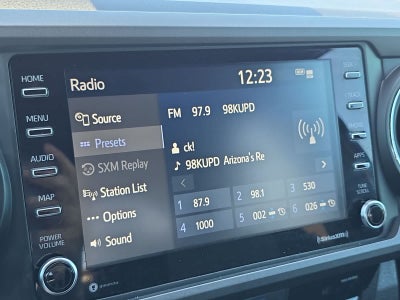 HOME
MENU
AUDIO
MAP
POWER
VOLUME
Radio
12:23
Source
Presets
SXM Replay
Station List
Options
Sound
FM 97.9 98KUPD
ck!
98KUPD Arizona's Re
1 87.9
2 98.1
3 530
4 1000
5 002
6 026
SEEK
TRACK
PHONE
APPS
TUNE
SCROLL
SiriusXM